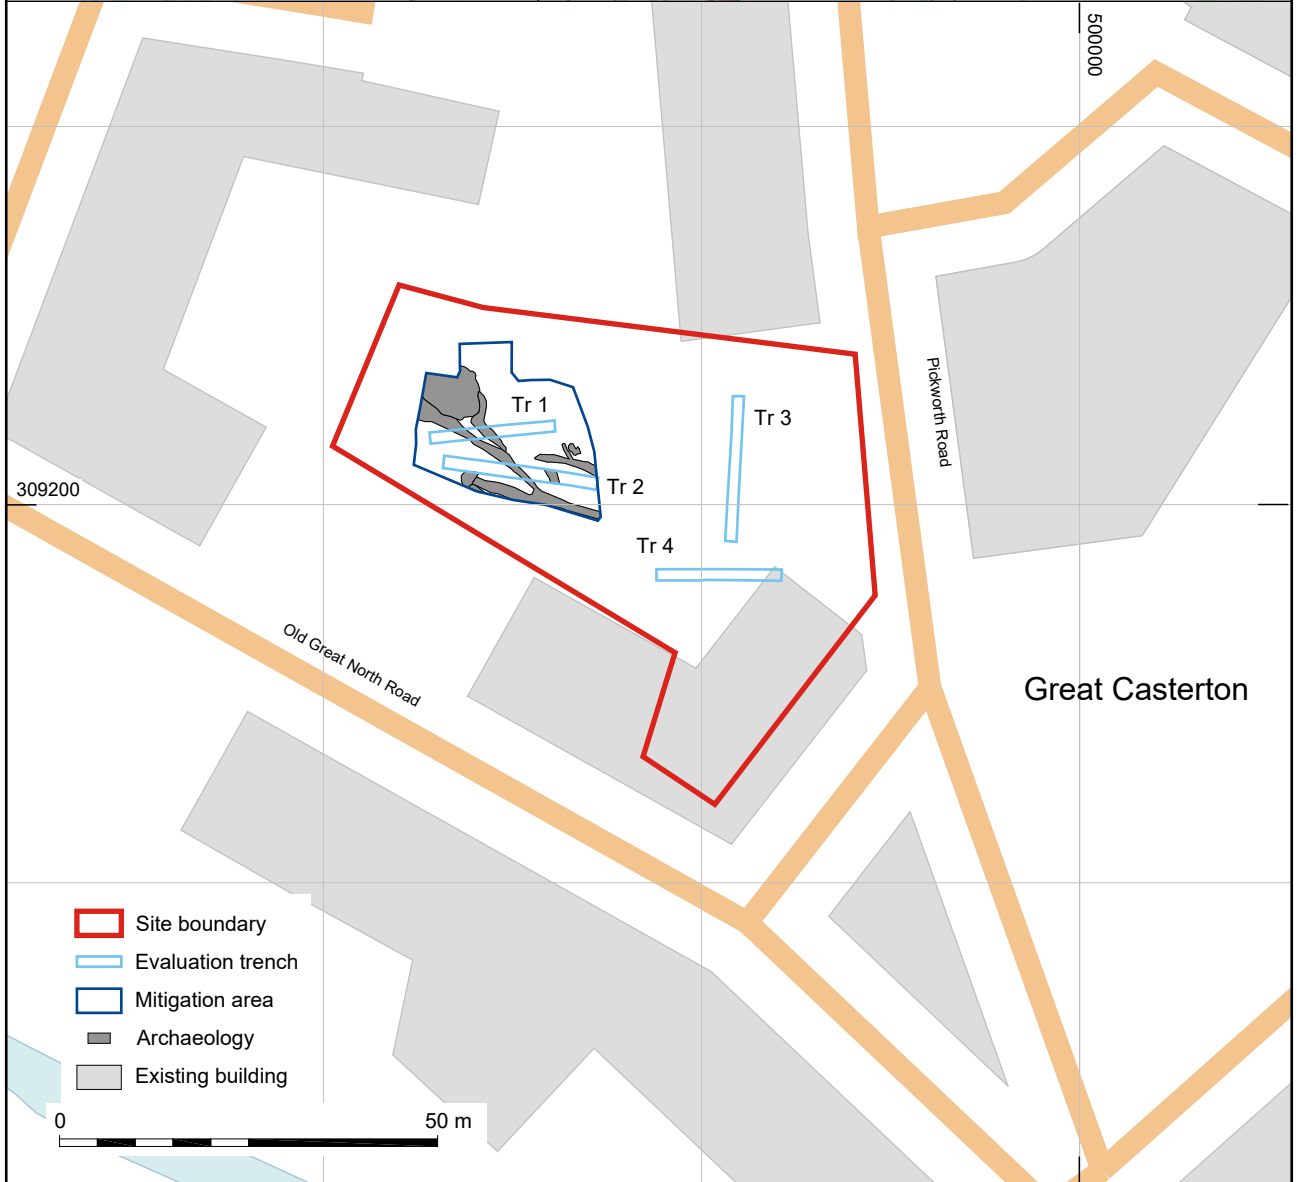 500000
Tr 1
Tr 3
Pickworth Road
309200
Tr 2
Tr 4
Old Great North Road
Great Casterton
Site boundary
Evaluation trench
Mitigation area
Archaeology
Existing building
0 50 m